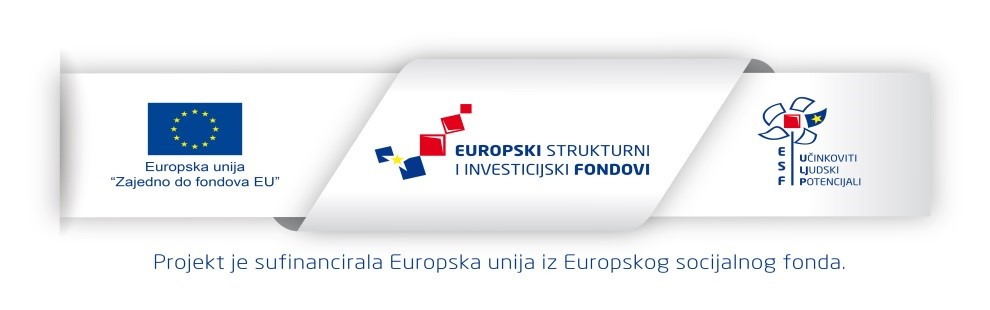 Europska unija
“Zajedno do fondova EU”
EUROPSKI STRUKTURNI
I INVESTICIJSKI FONDOVI
ESF
UČINKOVITI
LJUDSKI
POTENCIJALI
Projekt je sufinancirala Europska unija iz Europskog socijalnog fonda.